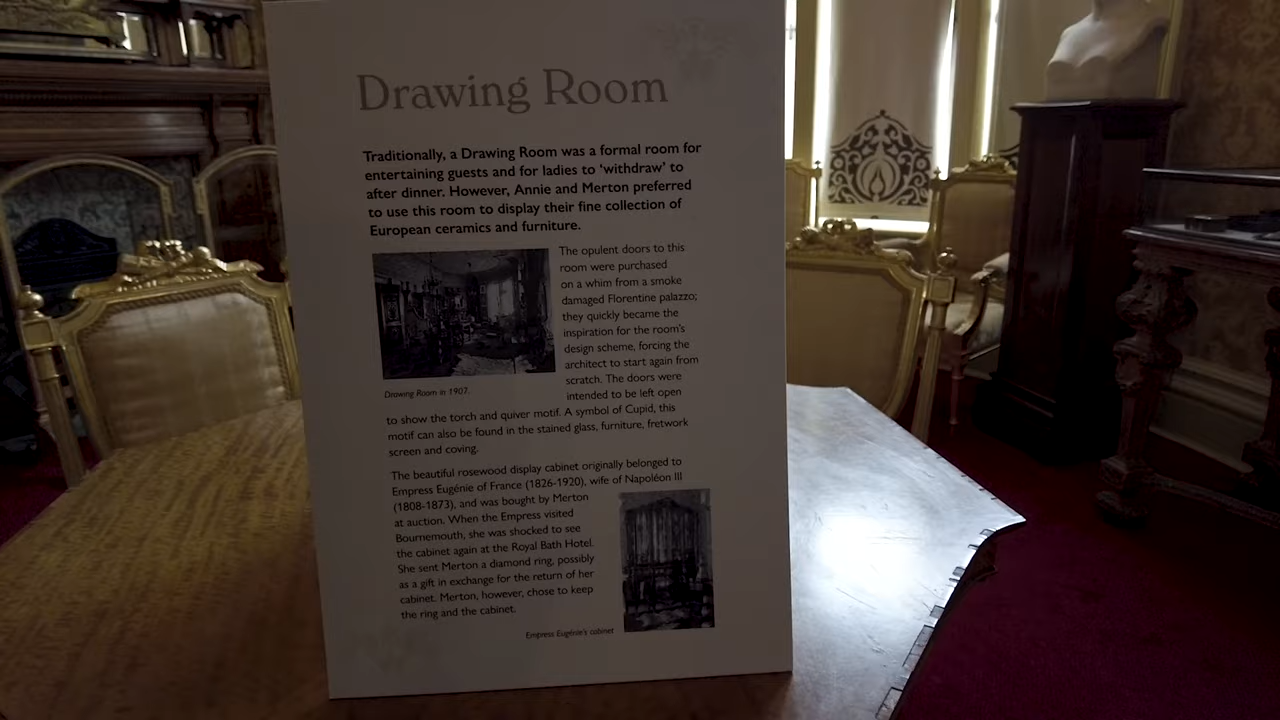 Drawing Room
Traditionally, a Drawing Room was a formal room for
entertaining guests and for ladies to ‘withdraw’ to
after dinner. However, Annie and Merton preferred
to use this room to display their fine collection of
European ceramics and furniture.
The opulent doors to this
room were purchased
on a whim from a smoke
damaged Florentine palazzo;
they quickly became the
inspiration for the room's
design scheme, forcing the
architect to start again from
scratch. The doors were
intended to be left open
to show the torch and quiver motif. A symbol of Cupid, this
motif can also be found in the stained glass, furniture, fretwork
screen and coving.
Drawing Room in 1907.
The beautiful rosewood display cabinet originally belonged to
Empress Eugénie of France (1826-1920), wife of Napoléon III
(1808-1873), and was bought by Merton
at auction. When the Empress visited
Bournemouth, she was shocked to see
the cabinet again at the Royal Bath Hotel.
She sent Merton a diamond ring, possibly
as a gift in exchange for the return of her
cabinet. Merton, however, chose to keep
the ring and the cabinet.
Empress Eugénie's cabinet